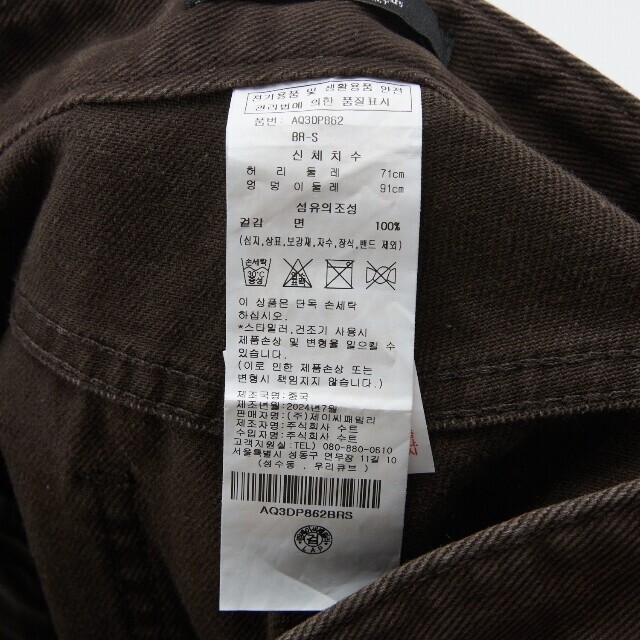 전기용품 및 생활용품 안전
관리법에 의한 품질표시
품번: AQ3DP862
BR-S
신체치수
허리둘레 71cm
엉덩이둘레 91cm
섬유의조성
겉감 면 100%
(심지,상표,보강재,자수,장식,밴드 제외)
손세탁
30℃
중성
이 상품은 단독 손세탁
하십시오.
*스타일러,건조기 사용시
제품손상 및 변형을 일으킬 수
있습니다.
(이로 인한 제품손상 또는
변형시 책임지지 않습니다.)
제조국명:중국
제조년월:2024년7월
판매자명:(주)제이씨패밀리
제조자명:주식회사 수트
수입자명:주식회사 수트
고객지원실:TEL) 080-880-0610
서울특별시 성동구 연무장 11길 10
(성수동, 우리큐브)
AQ3DP862BRS